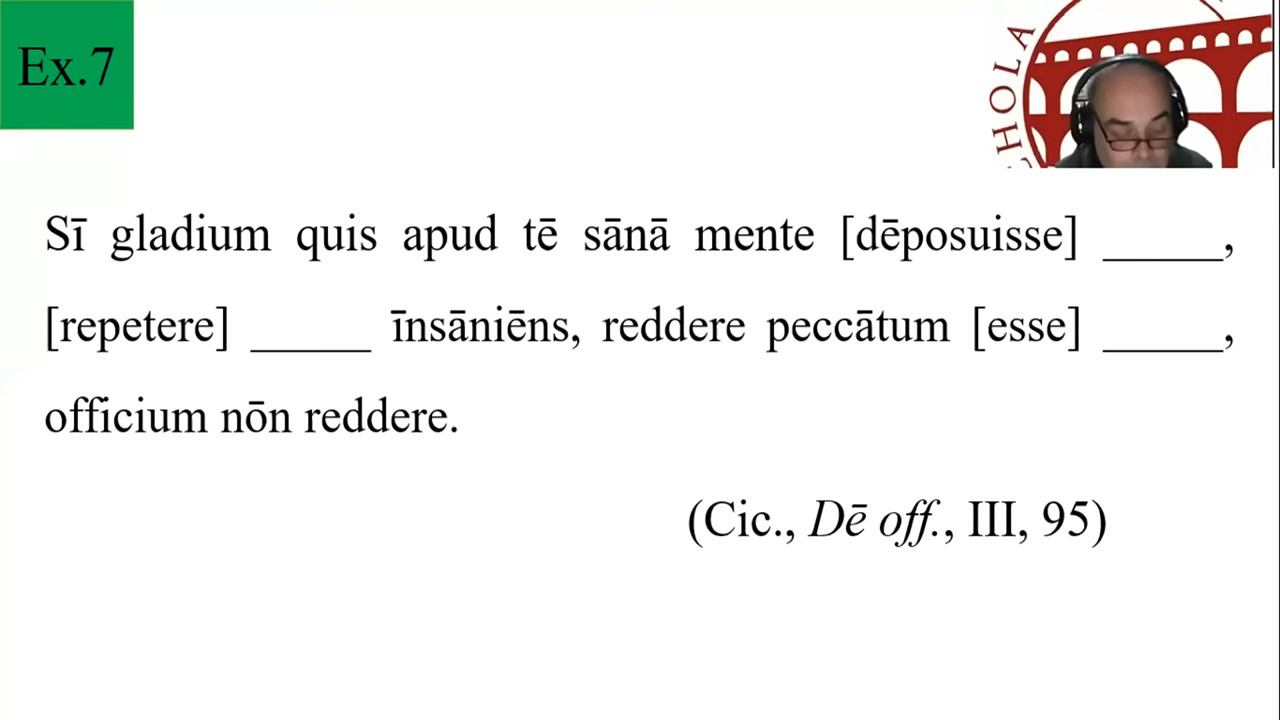 Ex.7
CHOLA
Sī gladium quis apud tē sānā mente [dēposuisse] _____,
[repetere] _____ īnsāniēns, reddere peccātum [esse] _____,
officium nōn reddere.
(Cic., Dē off., III, 95)